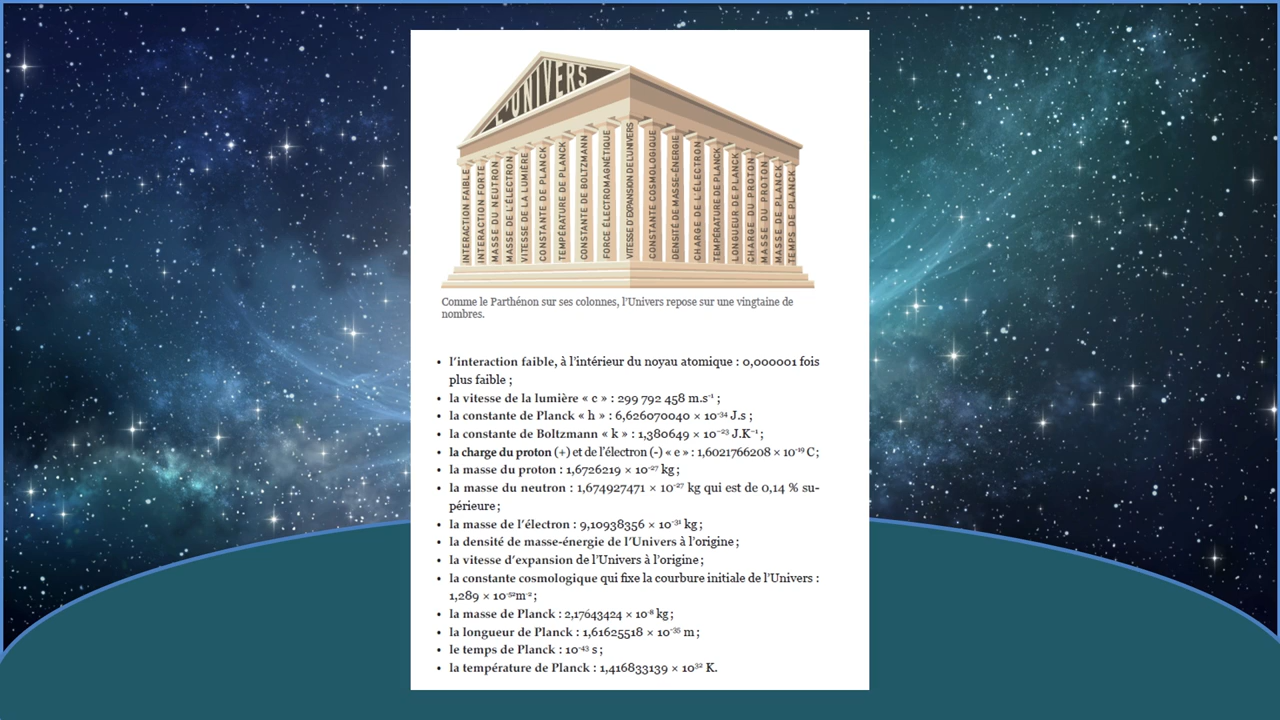 L'UNIVERS
INTERACTION FAIBLE
INTERACTION FORTE
MASSE DU NEUTRON
MASSE DE L'ÉLECTRON
VITESSE DE LA LUMIÈRE
CONSTANTE DE PLANCK
TEMPÉRATURE DE PLANCK
CONSTANTE DE BOLTZMANN
FORCE ÉLECTROMAGNÉTIQUE
VITESSE D'EXPANSION DE L'UNIVERS
CONSTANTE COSMOLOGIQUE
DENSITÉ DE MASSE-ÉNERGIE
CHARGE DE L'ÉLECTRON
TEMPÉRATURE DE PLANCK
LONGUEUR DE PLANCK
CHARGE DU PROTON
MASSE DU PROTON
MASSE DE PLANCK
TEMPS DE PLANCK
Comme le Parthénon sur ses colonnes, l'Univers repose sur une vingtaine de
nombres.
• l'interaction faible, à l'intérieur du noyau atomique : 0,000001 fois
plus faible ;
• la vitesse de la lumière « c » : 299 792 458 m.s⁻¹ ;
• la constante de Planck « h » : 6,626070040 × 10⁻³⁴ J.s ;
• la constante de Boltzmann « k » : 1,380649 × 10⁻²³ J.K⁻¹ ;
• la charge du proton (+) et de l'électron (-) « e » : 1,6021766208 × 10⁻¹⁹ C ;
• la masse du proton : 1,6726219 × 10⁻²⁷ kg ;
• la masse du neutron : 1,674927471 × 10⁻²⁷ kg qui est de 0,14 % su-
périeure ;
• la masse de l'électron : 9,10938356 × 10⁻³¹ kg ;
• la densité de masse-énergie de l'Univers à l'origine ;
• la vitesse d'expansion de l'Univers à l'origine ;
• la constante cosmologique qui fixe la courbure initiale de l'Univers :
1,289 × 10⁻⁵²m⁻² ;
• la masse de Planck : 2,17643424 × 10⁻⁸ kg ;
• la longueur de Planck : 1,61625518 × 10⁻³⁵ m ;
• le temps de Planck : 10⁻⁴³ s ;
• la température de Planck : 1,416833139 × 10³² K.